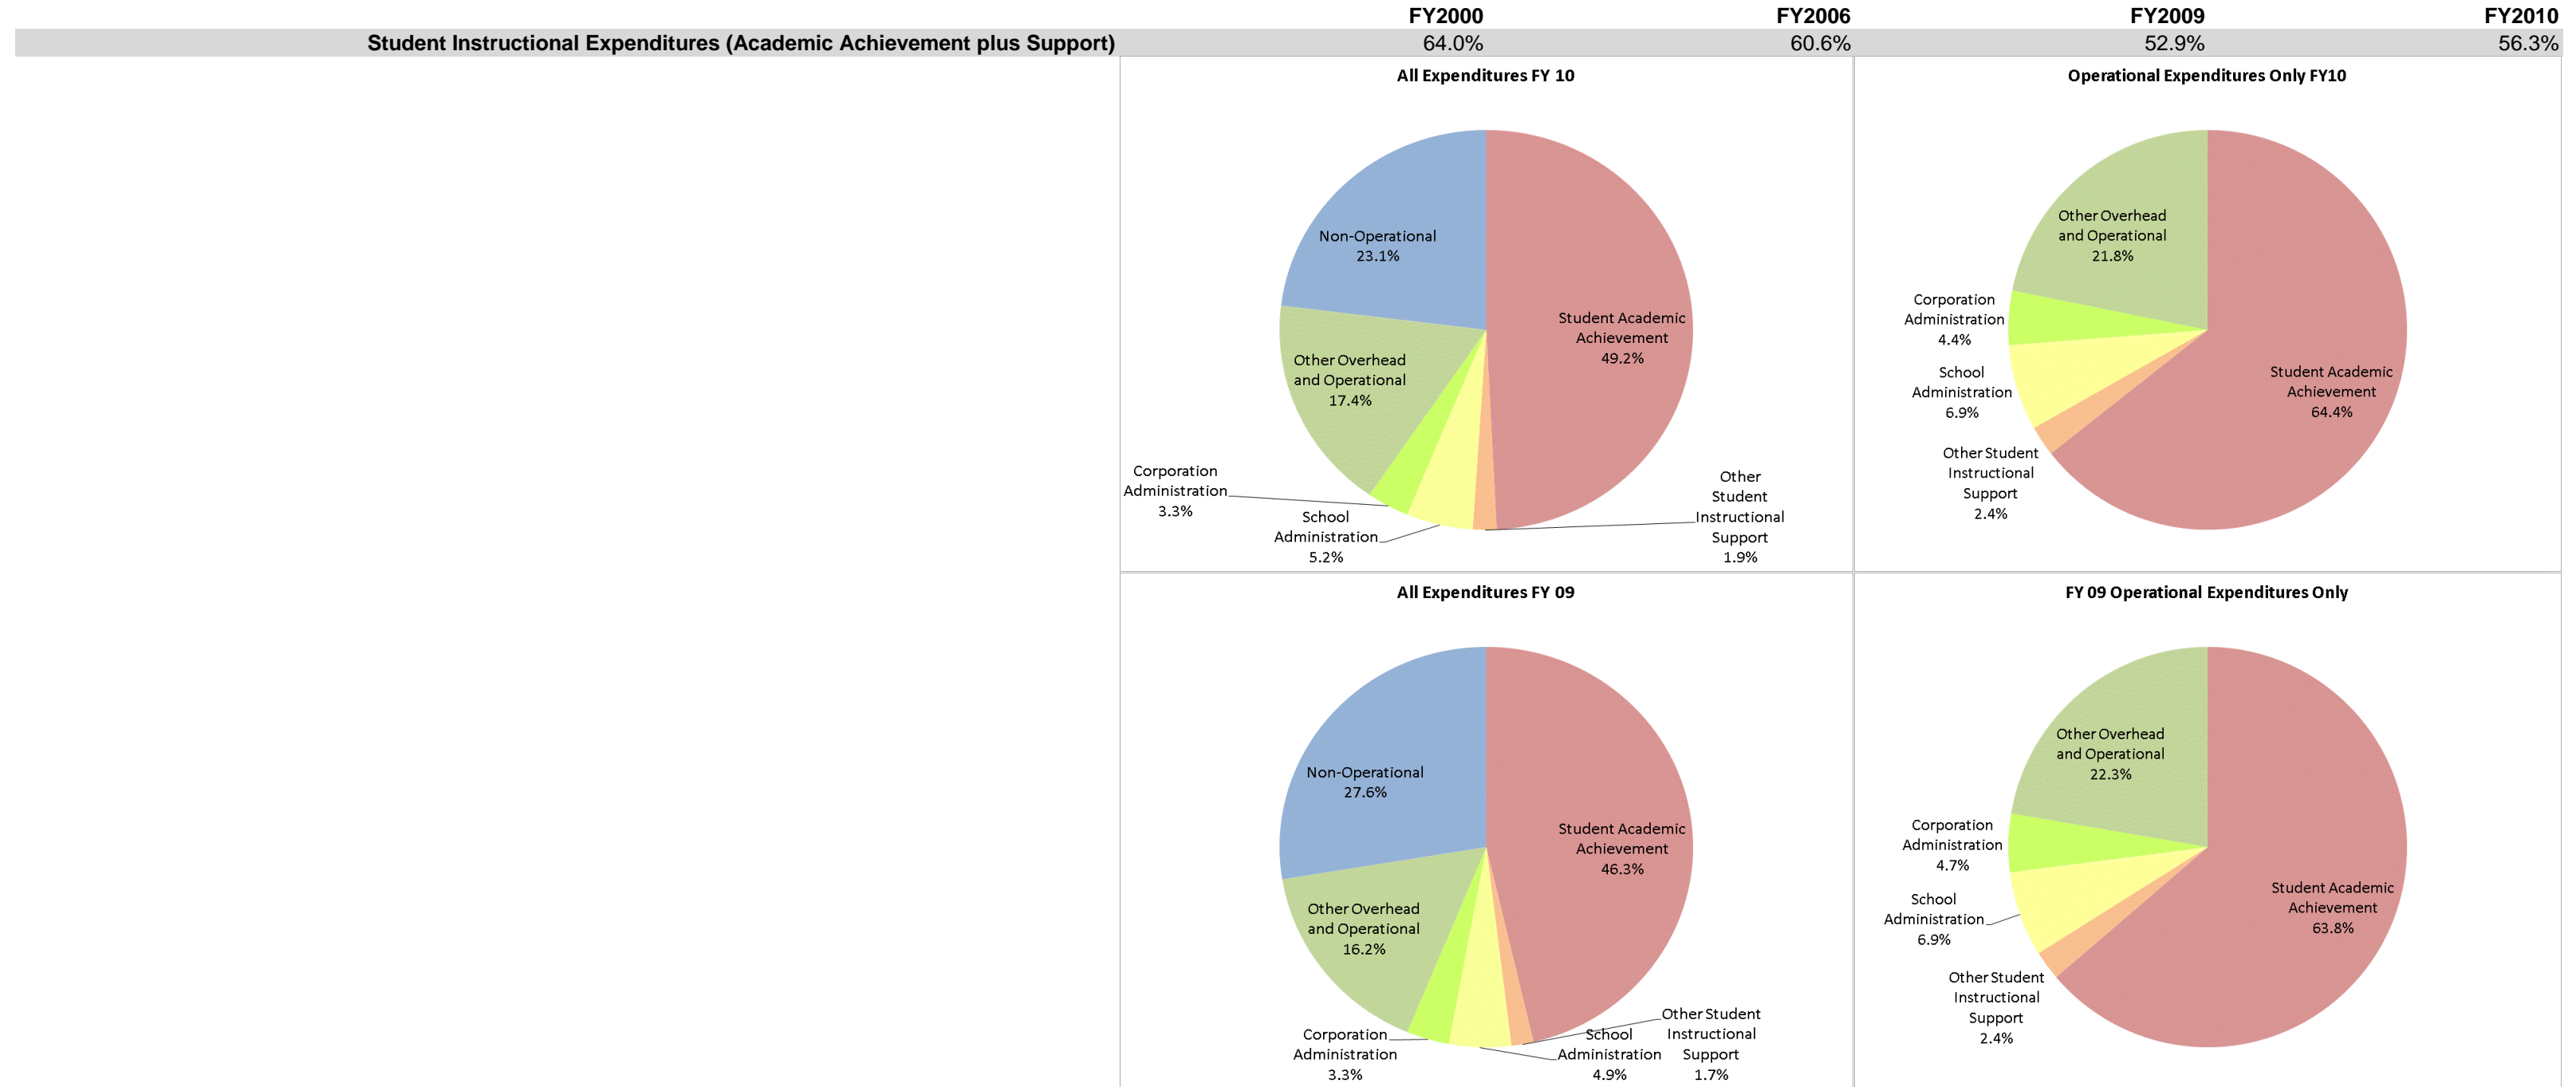 FY2000 FY2006 FY2009 FY2010
Student Instructional Expenditures (Academic Achievement plus Support) 64.0% 60.6% 52.9% 56.3%
All Expenditures FY 10
Non-Operational
23.1%
Student Academic
Achievement
49.2%
Other Overhead
and Operational
17.4%
Corporation
Administration
3.3%
School
Administration
5.2%
Other
Student
Instructional
Support
1.9%
Operational Expenditures Only FY10
Other Overhead
and Operational
21.8%
Corporation
Administration
4.4%
School
Administration
6.9%
Student Academic
Achievement
64.4%
Other Student
Instructional
Support
2.4%
All Expenditures FY 09
Non-Operational
27.6%
Student Academic
Achievement
46.3%
Other Overhead
and Operational
16.2%
Corporation
Administration
3.3%
School
Administration
4.9%
Other Student
Instructional
Support
1.7%
FY 09 Operational Expenditures Only
Other Overhead
and Operational
22.3%
Corporation
Administration
4.7%
School
Administration
6.9%
Student Academic
Achievement
63.8%
Other Student
Instructional
Support
2.4%